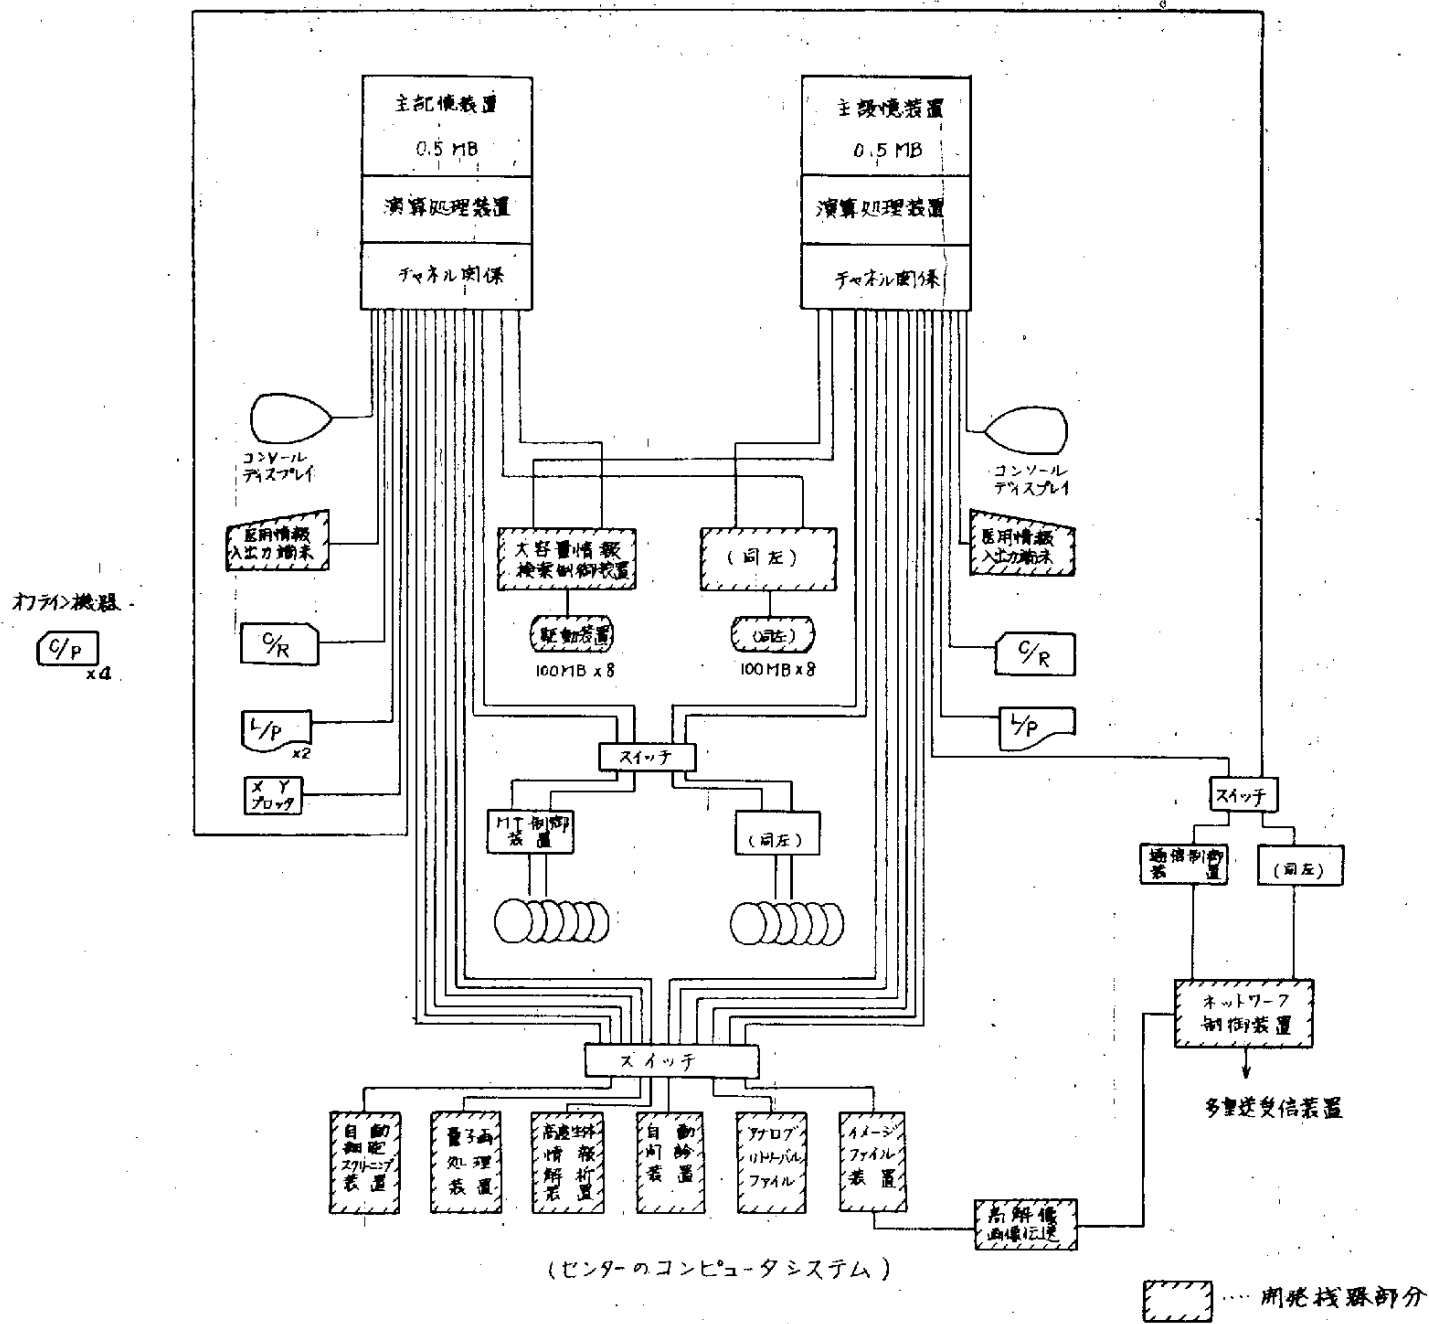 主記憶装置
0.5 MB
演算処理装置
チャネル関係
主記憶装置
0.5 MB
演算処理装置
チャネル関係
コンソール
ディスプレイ
コンソール
ディスプレイ
医用情報
入出力端末
大容量情報
検索制御装置
(同左)
医用情報
入出力端末
オフライン機器
C/P
x4
C/R
駆動装置
100MB x 8
(同左)
100MB x 8
C/R
L/P
x2
L/P
スイッチ
X Y
プロッタ
スイッチ
MT制御
装置
(同左)
通信制御
装置
(同左)
ネットワーク
制御装置
多重送受信装置
スイッチ
自動
細胞
スクリーニング
装置
量子画
処理
装置
高速生体
情報
解析
装置
自動
問診
装置
アナログ
リトリーバル
ファイル
イメージ
ファイル
装置
高解像
画像伝送
(センターのコンピュータシステム)
‥‥開発機器部分